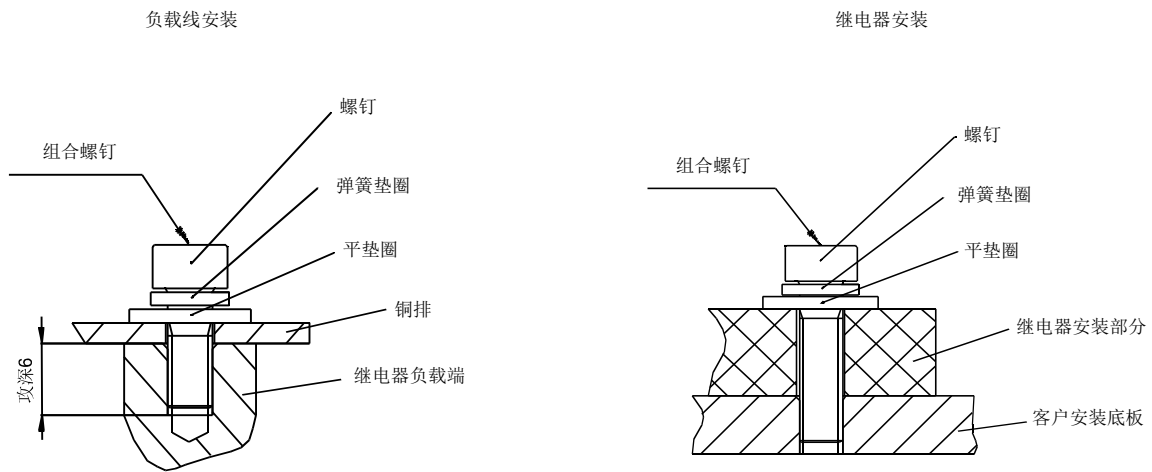 负载线安装
螺钉
组合螺钉
弹簧垫圈
平垫圈
铜排
攻深6
继电器负载端
继电器安装
螺钉
组合螺钉
弹簧垫圈
平垫圈
继电器安装部分
客户安装底板